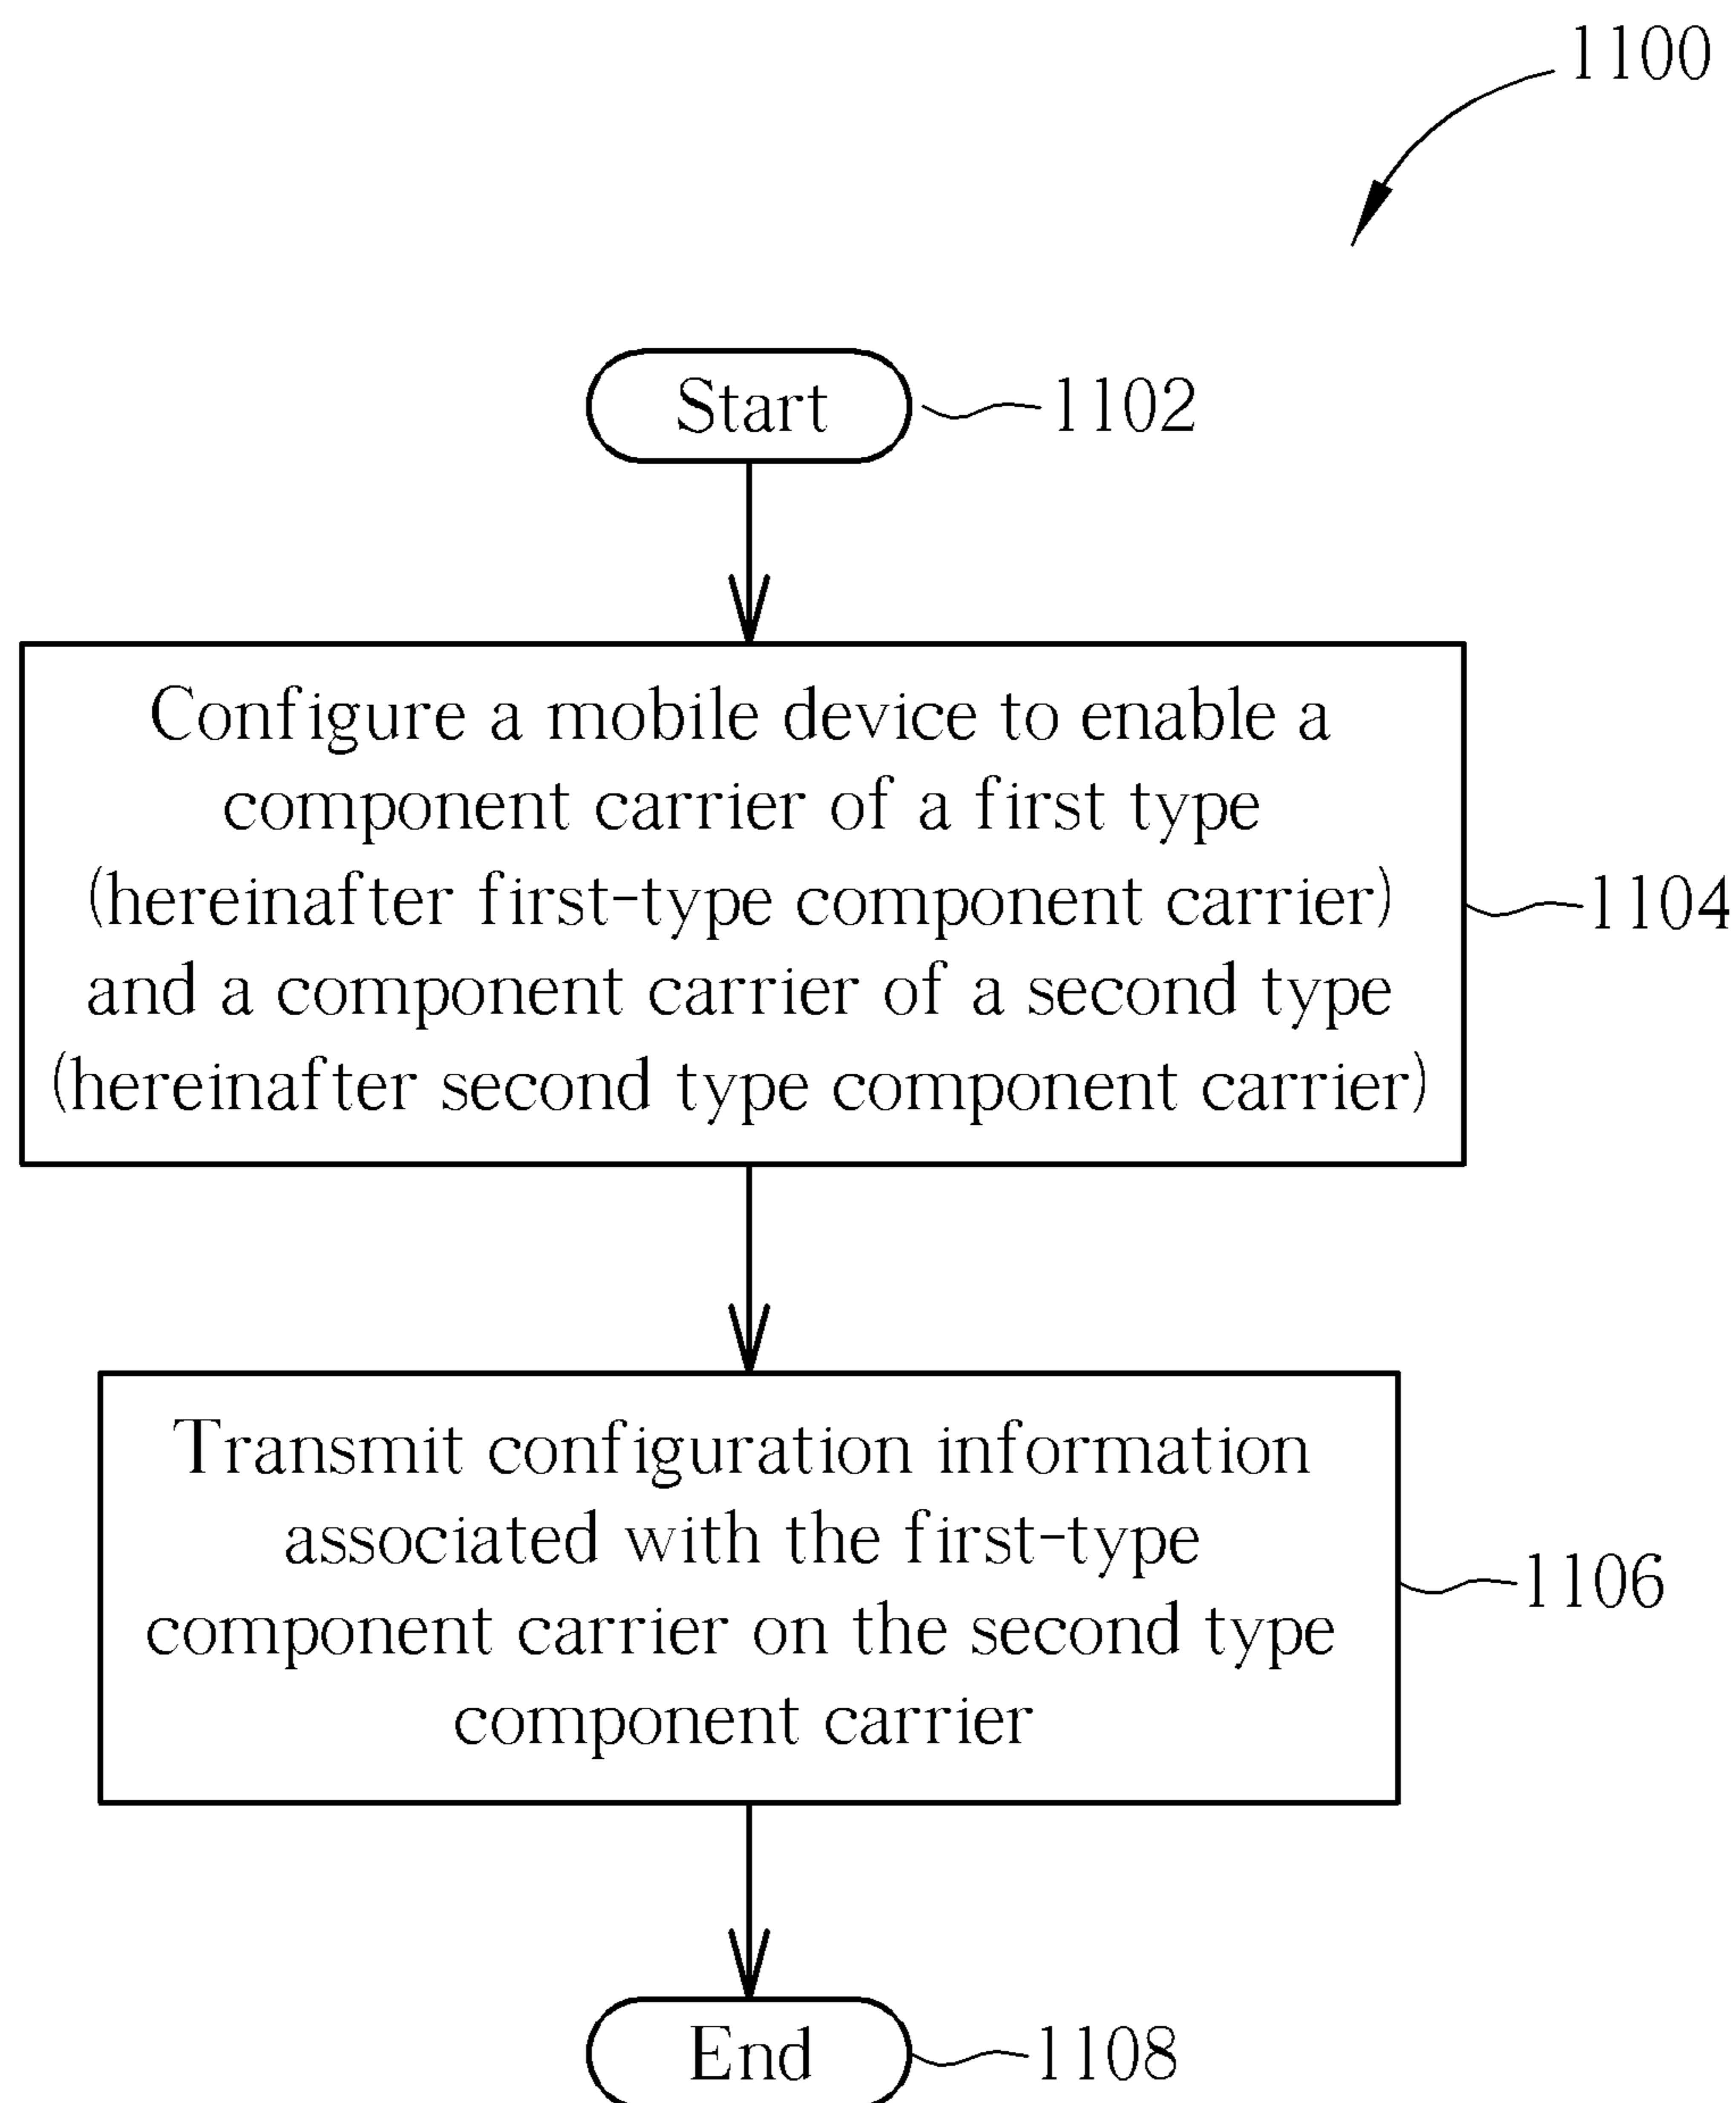 1100
Start
1102
Configure a mobile device to enable a
component carrier of a first type
(hereinafter first-type component carrier)
and a component carrier of a second type
(hereinafter second type component carrier)
1104
Transmit configuration information
associated with the first-type
component carrier on the second type
component carrier
1106
End
1108